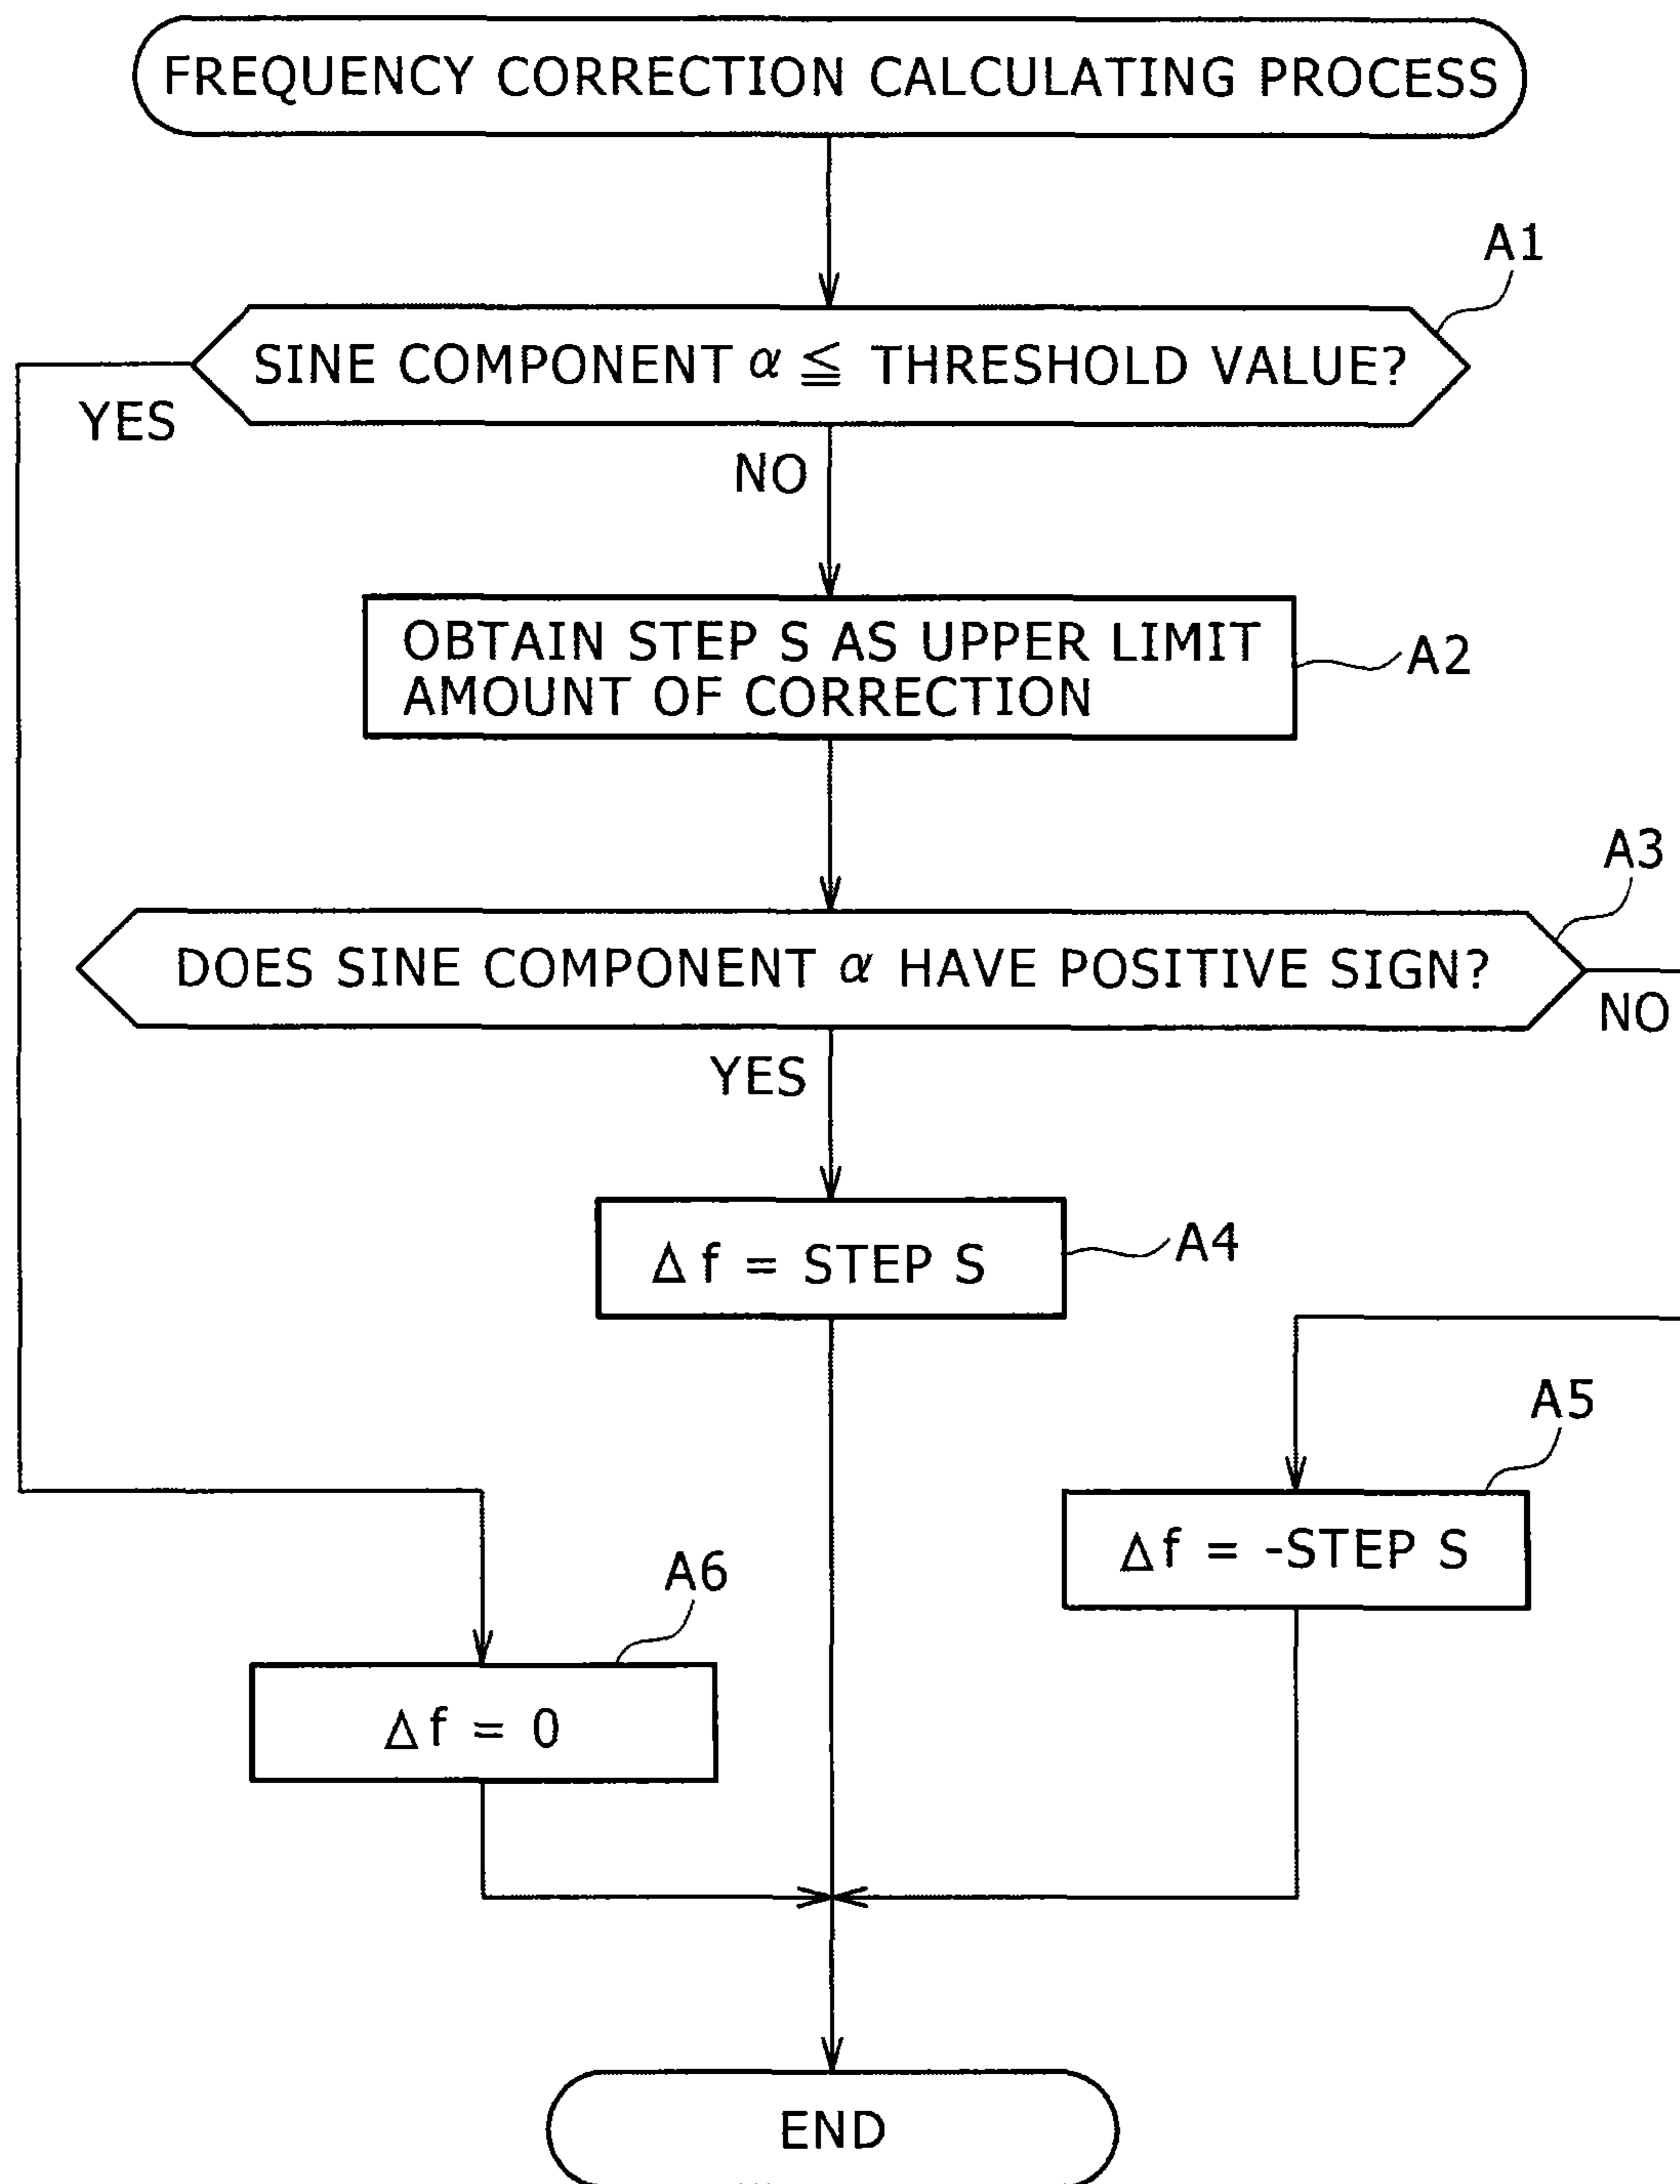 FREQUENCY CORRECTION CALCULATING PROCESS
A1
SINE COMPONENT α ≦ THRESHOLD VALUE?
YES
NO
OBTAIN STEP S AS UPPER LIMIT
AMOUNT OF CORRECTION
A2
A3
DOES SINE COMPONENT α HAVE POSITIVE SIGN?
NO
YES
Δf = STEP S
A4
A5
Δf = -STEP S
A6
Δf = 0
END